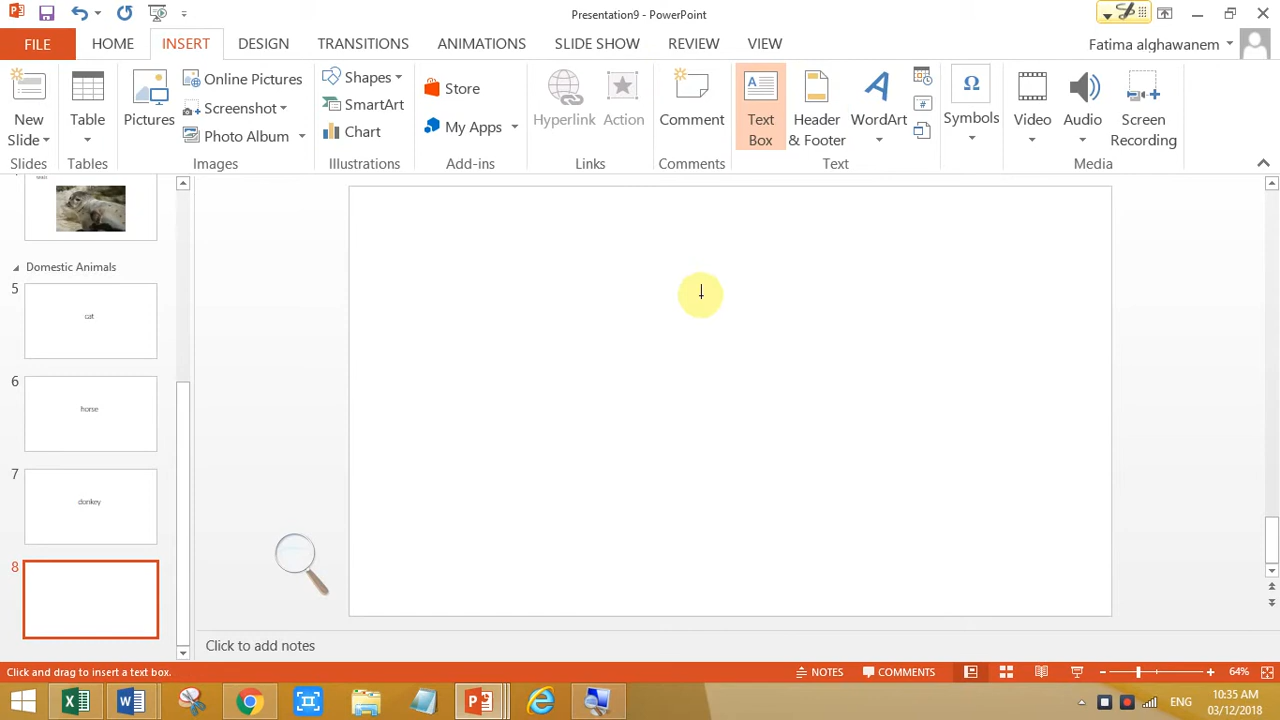 Presentation9 - PowerPoint
FILE HOME INSERT DESIGN TRANSITIONS ANIMATIONS SLIDE SHOW REVIEW VIEW Fatima alghawanem
New Slide
Tables
Table
Pictures
Online Pictures
Screenshot
Photo Album
Shapes
SmartArt
Chart
Store
My Apps
Hyperlink
Action
Comment
Text Box
Header & Footer
WordArt
Symbols
Video
Audio
Screen Recording
Slides Tables Images Illustrations Add-ins Links Comments Text Media
Domestic Animals
5
cat
6
horse
7
donkey
8
Click to add notes
Click and drag to insert a text box. NOTES COMMENTS 64%
ENG
10:35 AM
03/12/2018